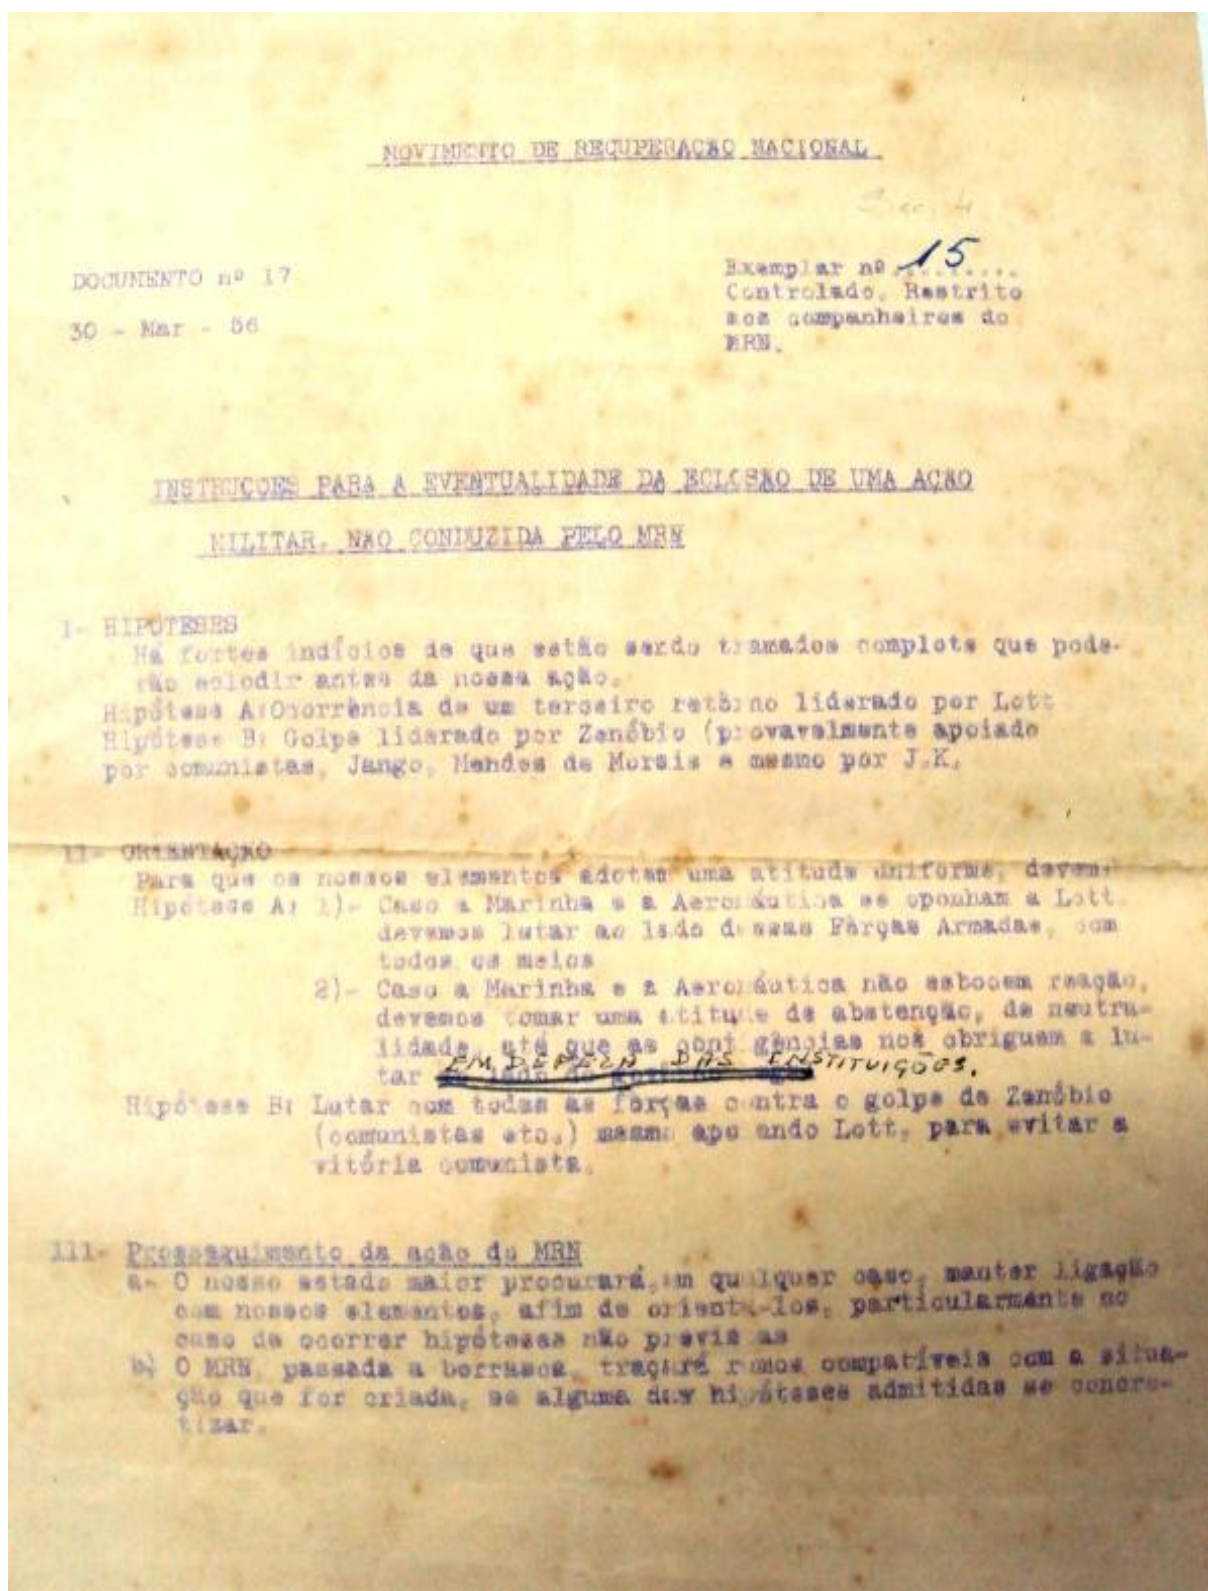 MOVIMENTO DE RECUPERAÇÃO NACIONAL
DOCUMENTO nº 17
30 - Mar - 56
Exemplar nº 15
Controlado. Restrito
aos companheiros do
MRN.
INSTRUÇÕES PARA A EVENTUALIDADE DA ECLOSÃO DE UMA AÇÃO
MILITAR, NÃO CONDUZIDA PELO MRN
I- HIPÓTESES
Há fortes indícios de que estão sendo tramados complots que pode-
rão eclodir antes da nossa ação.
Hipótese A: Ocorrência de um terceiro retôrno liderado por Lott
Hipótese B: Golpe liderado por Zenóbio (provavelmente apoiado
por comunistas, Jango, Mendes de Morais e mesmo por J.K.
II- ORIENTAÇÃO
Para que os nossos elementos adotem uma atitude uniforme, devem:
Hipótese A: 1)- Caso a Marinha e a Aeronáutica se oponham a Lott
devemos lutar ao lado dessas Fôrças Armadas, com
todos os meios
2)- Caso a Marinha e a Aeronáutica não esbocem reação,
devemos tomar uma atitude de abstenção, de neutra-
lidade, até que as contigências nos obriguem a lu-
tar EM DEFEZA DAS INSTITUIÇÕES.
Hipótese B: Lutar com todas as forças contra o golpe de Zenóbio
(comunistas etc.) mesmo apoiando Lott, para evitar a
vitória comunista.
III- Prosseguimento da ação do MRN
a- O nosso estado maior procurará, em qualquer caso, manter ligação
com nossos elementos, afim de orientá-los, particularmente no
caso de ocorrer hipóteses não previstas
b) O MRN, passada a borrasca, traçará rumos compatíveis com a situa-
ção que for criada, se alguma das hipóteses admitidas se concre-
tizar.